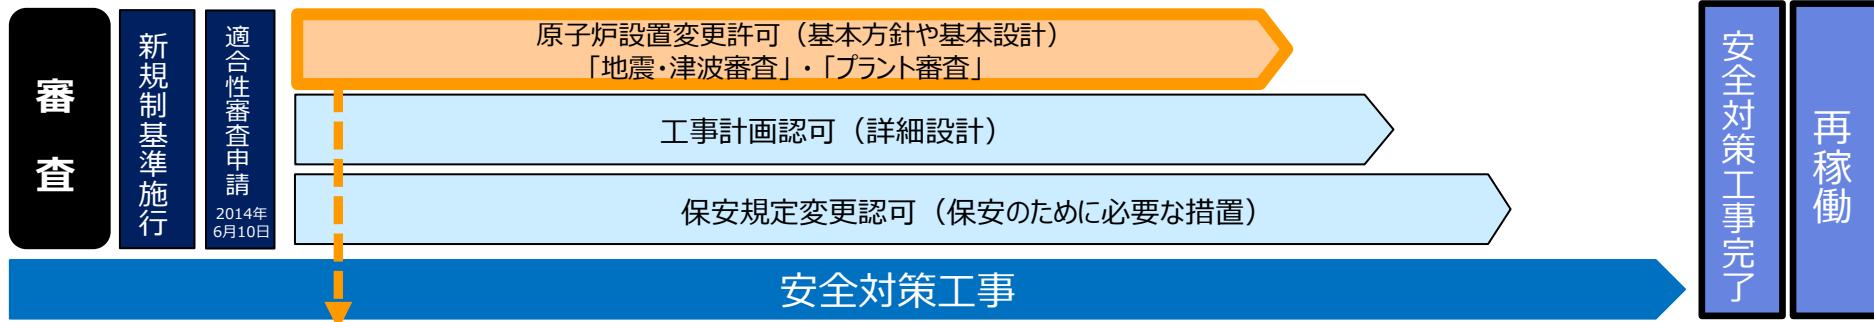 審査
新規制基準施行
適合性審査申請
2014年
6月10日
原子炉設置変更許可（基本方針や基本設計）
「地震・津波審査」・「プラント審査」
工事計画認可（詳細設計）
保安規定変更認可（保安のために必要な措置）
安全対策工事
安全対策工事完了
再稼働